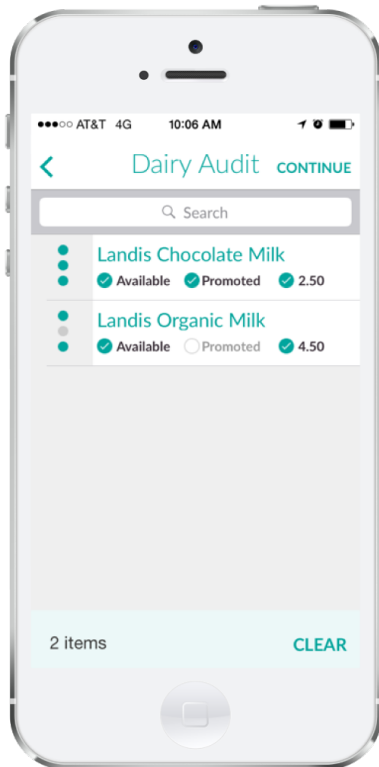 AT&T 4G 10:06 AM
Dairy Audit CONTINUE
Search
Landis Chocolate Milk
Available Promoted 2.50
Landis Organic Milk
Available Promoted 4.50
2 items CLEAR